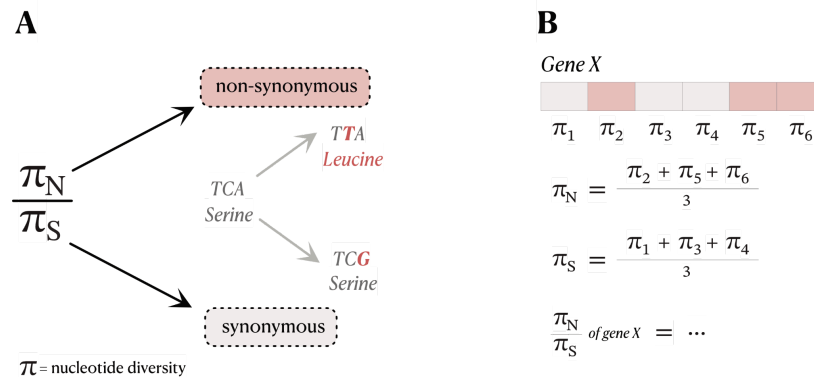 A
non-synonymous
TTA
Leucine
πN
πS
TCA
Serine
TCG
Serine
synonymous
π = nucleotide diversity
B
Gene X
π1 π2 π3 π4 π5 π6
πN = π2 + π5 + π6
3
πS = π1 + π3 + π4
3
πN
πS of gene X = ...